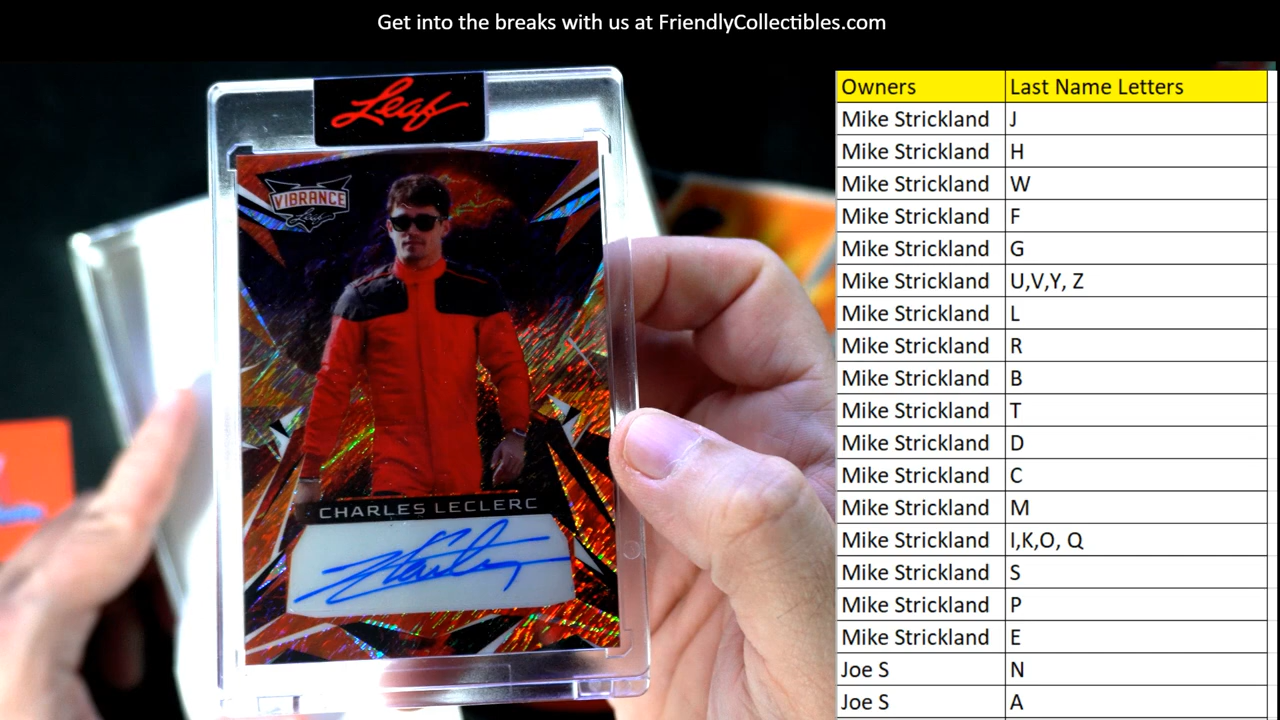 Get into the breaks with us at FriendlyCollectibles.com
Leaf
VIBRANCE
Leaf
CHARLES LECLERC
Owners Last Name Letters
Mike Strickland J
Mike Strickland H
Mike Strickland W
Mike Strickland F
Mike Strickland G
Mike Strickland U,V,Y, Z
Mike Strickland L
Mike Strickland R
Mike Strickland B
Mike Strickland T
Mike Strickland D
Mike Strickland C
Mike Strickland M
Mike Strickland I,K,O, Q
Mike Strickland S
Mike Strickland P
Mike Strickland E
Joe S N
Joe S A